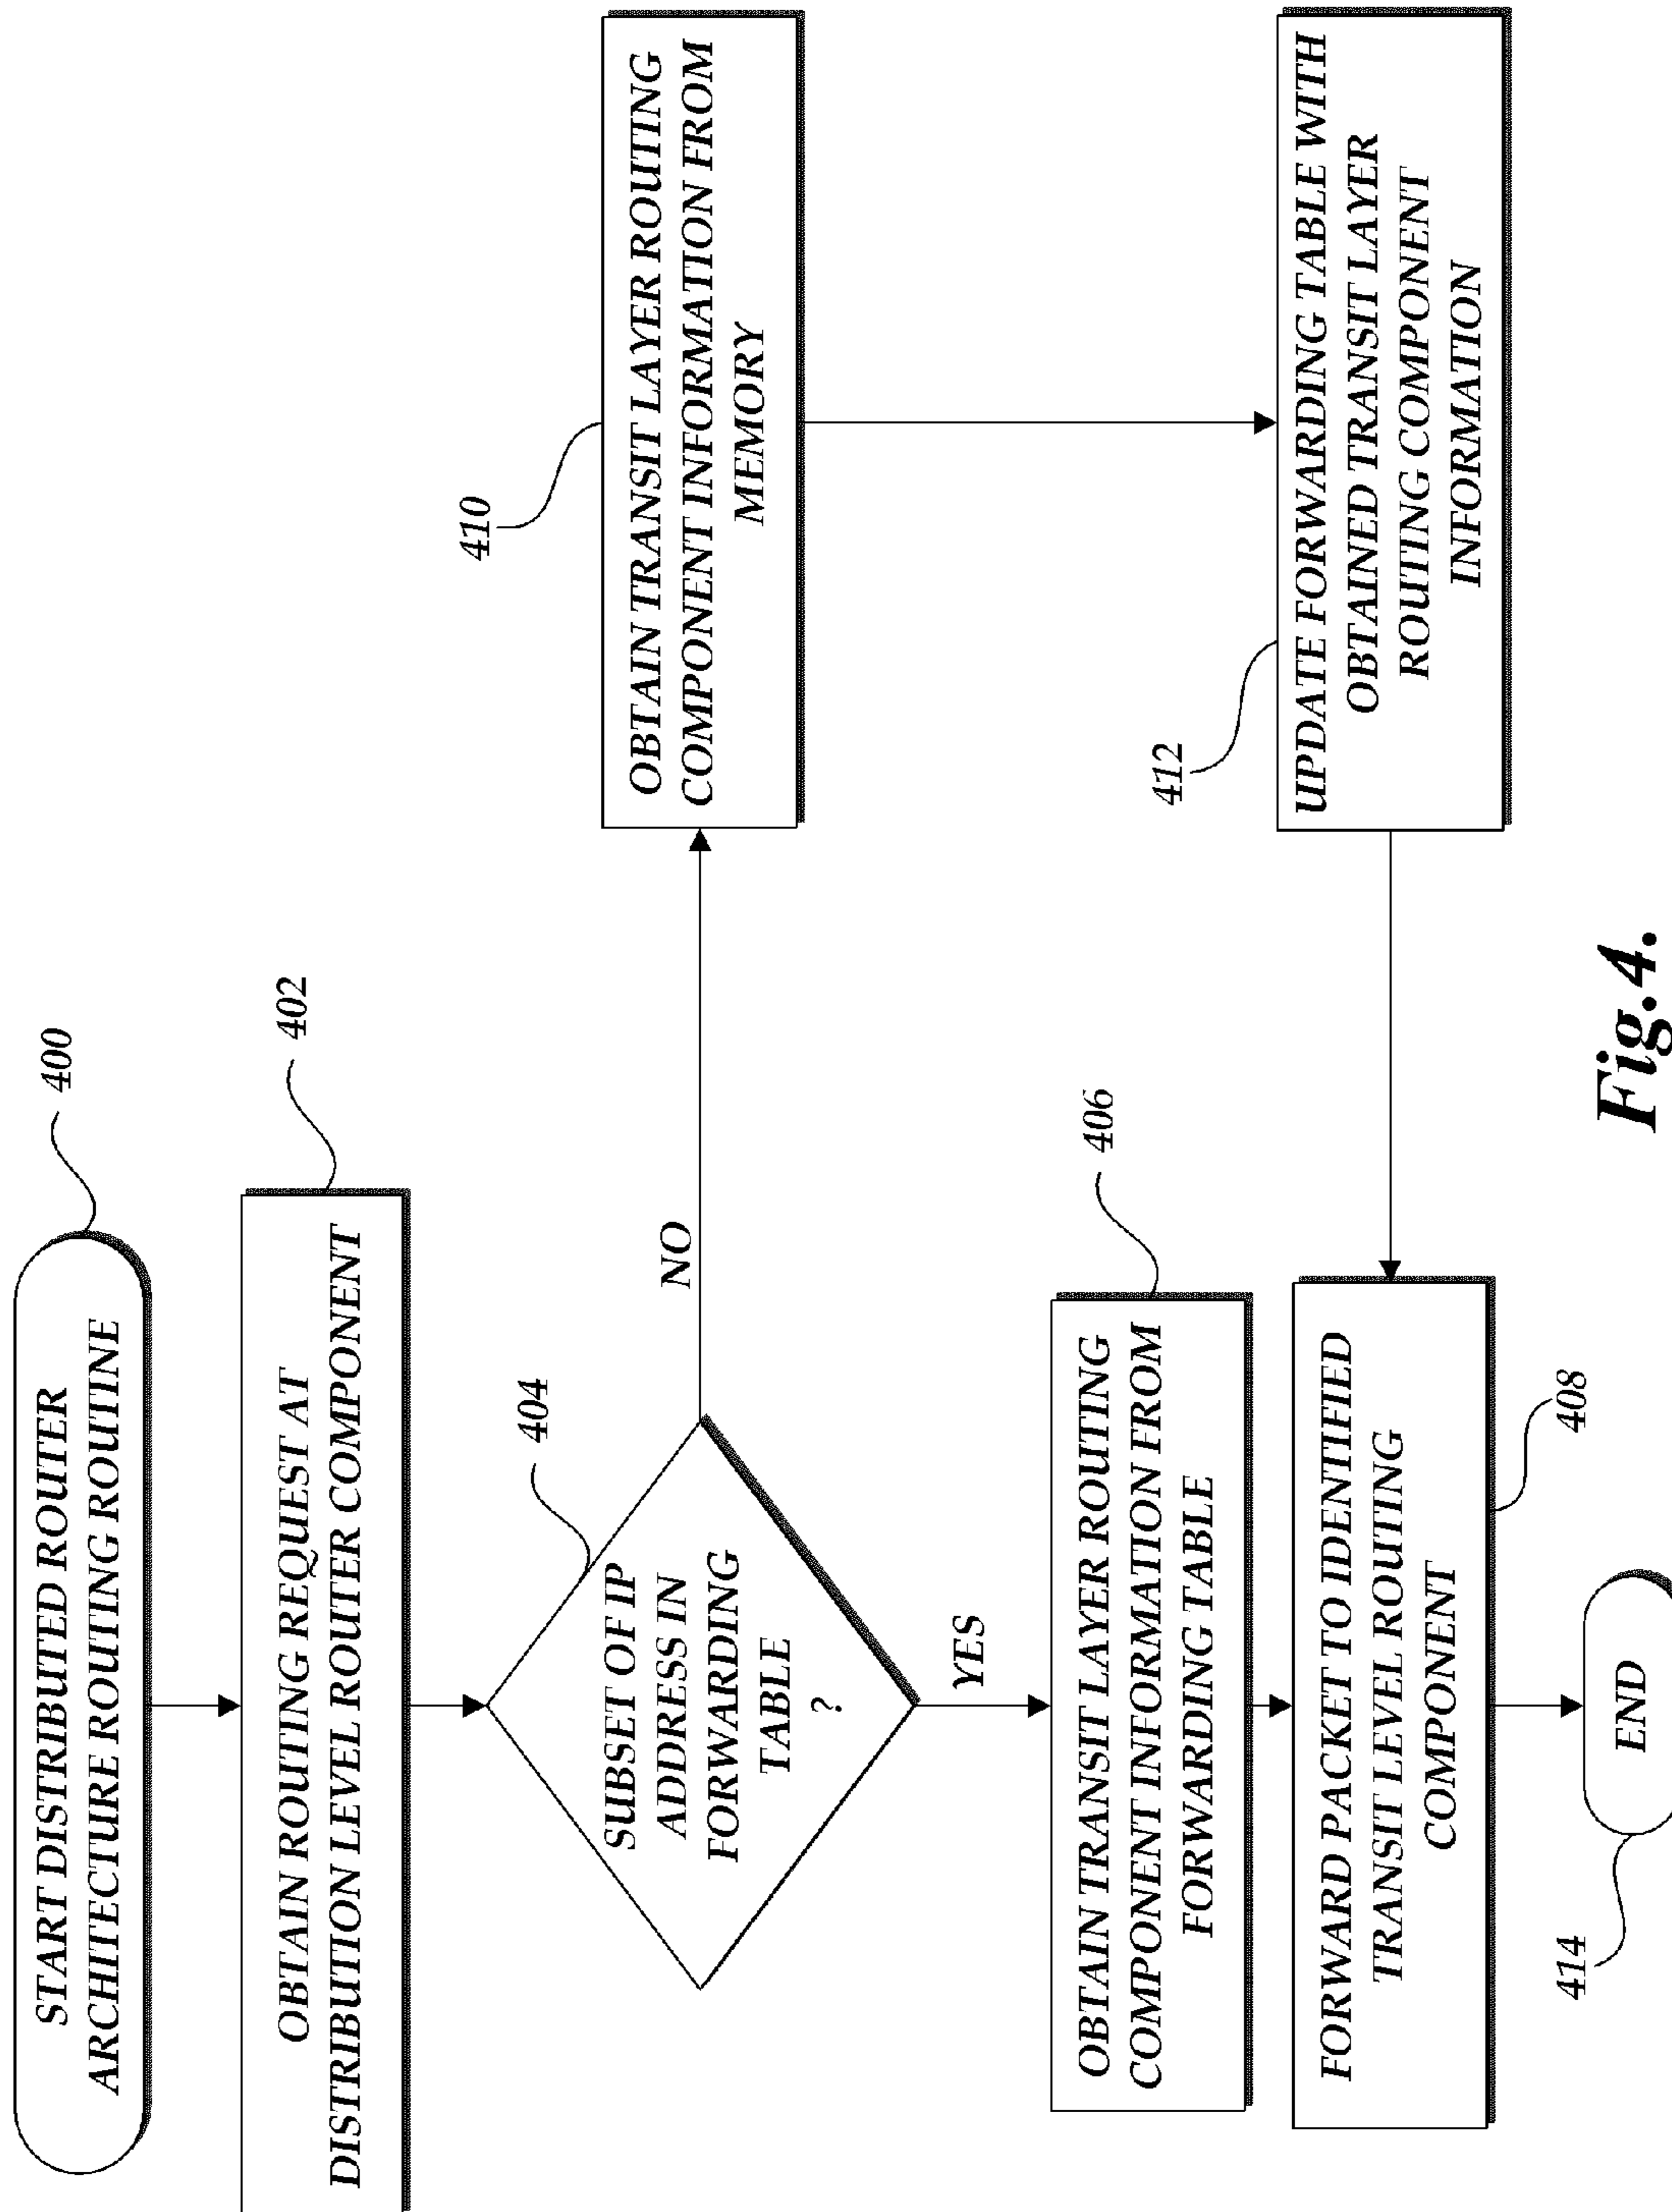 400
START DISTRIBUTED ROUTER
ARCHITECTURE ROUTING ROUTINE
402
OBTAIN ROUTING REQUEST AT
DISTRIBUTION LEVEL ROUTER COMPONENT
404
SUBSET OF IP
ADDRESS IN
FORWARDING
TABLE
?
NO
410
OBTAIN TRANSIT LAYER ROUTING
COMPONENT INFORMATION FROM
MEMORY
YES
406
OBTAIN TRANSIT LAYER ROUTING
COMPONENT INFORMATION FROM
FORWARDING TABLE
412
UPDATE FORWARDING TABLE WITH
OBTAINED TRANSIT LAYER
ROUTING COMPONENT
INFORMATION
FORWARD PACKET TO IDENTIFIED
TRANSIT LEVEL ROUTING
COMPONENT
408
414
END
Fig.4.